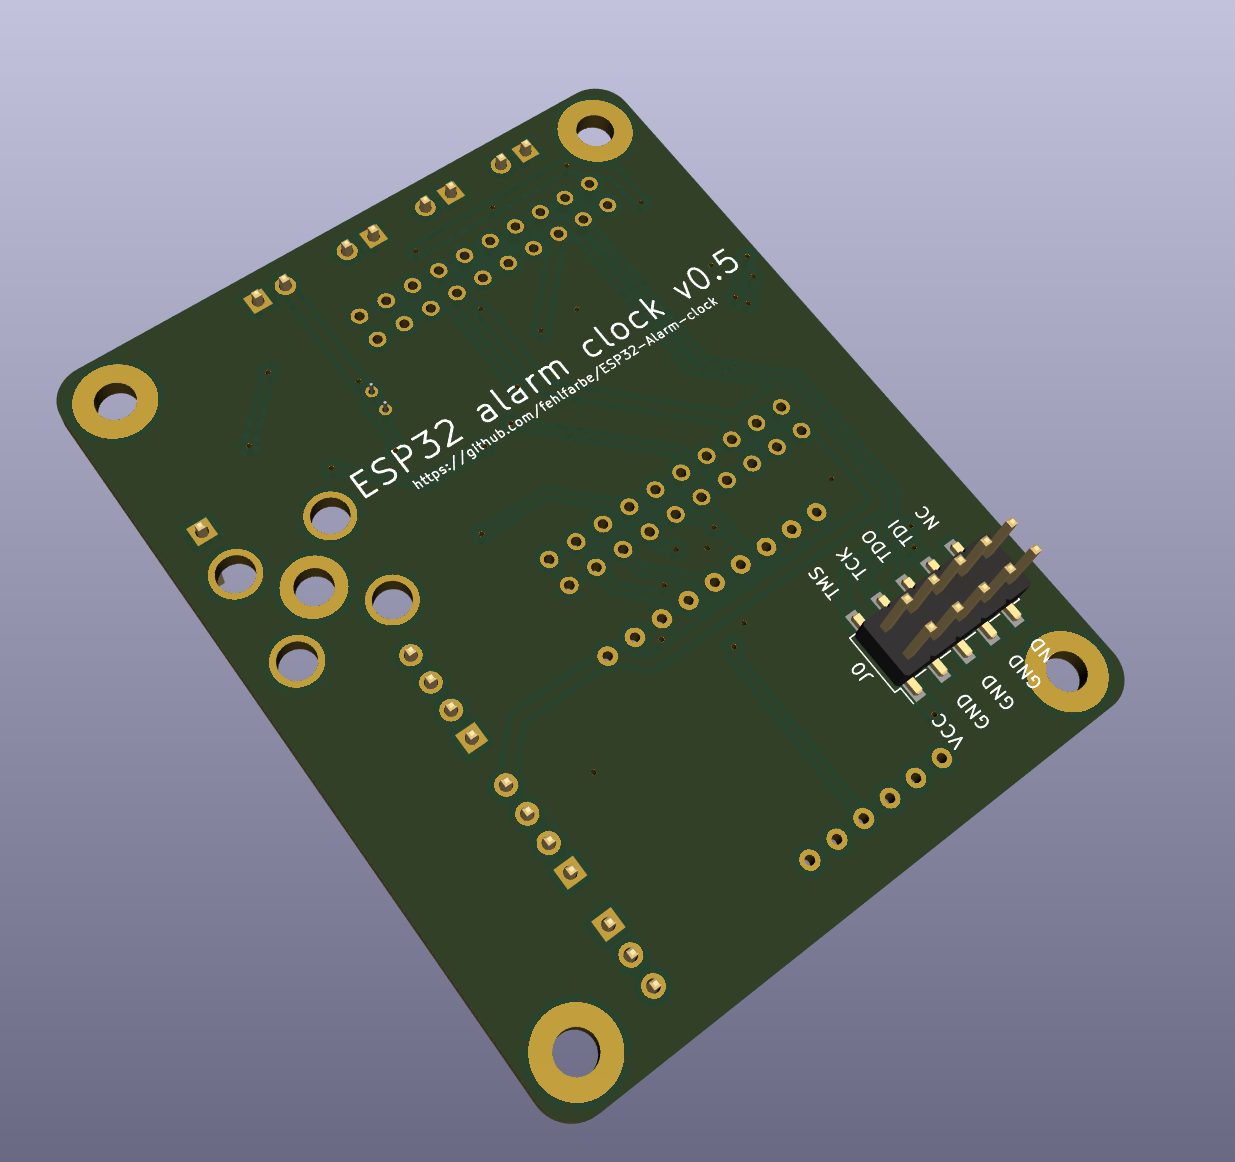 ESP32 alarm clock v0.5
https://github.com/fehlfarbe/ESP32-Alarm-clock
TMS
TCK
TDO
TDI
NC
J0
VCC
GND
GND
GND